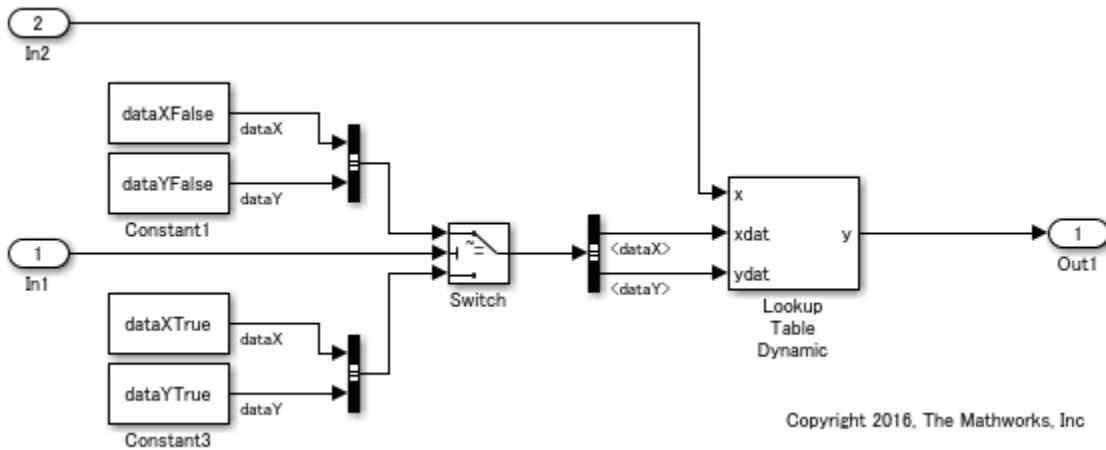 2
In2
dataXFalse
dataX
dataYFalse
dataY
Constant1
1
In1
~=
Switch
dataXTrue
dataX
dataYTrue
dataY
Constant3
<dataX>
<dataY>
x
xdat
ydat
y
Lookup
Table
Dynamic
1
Out1
Copyright 2016, The Mathworks, Inc